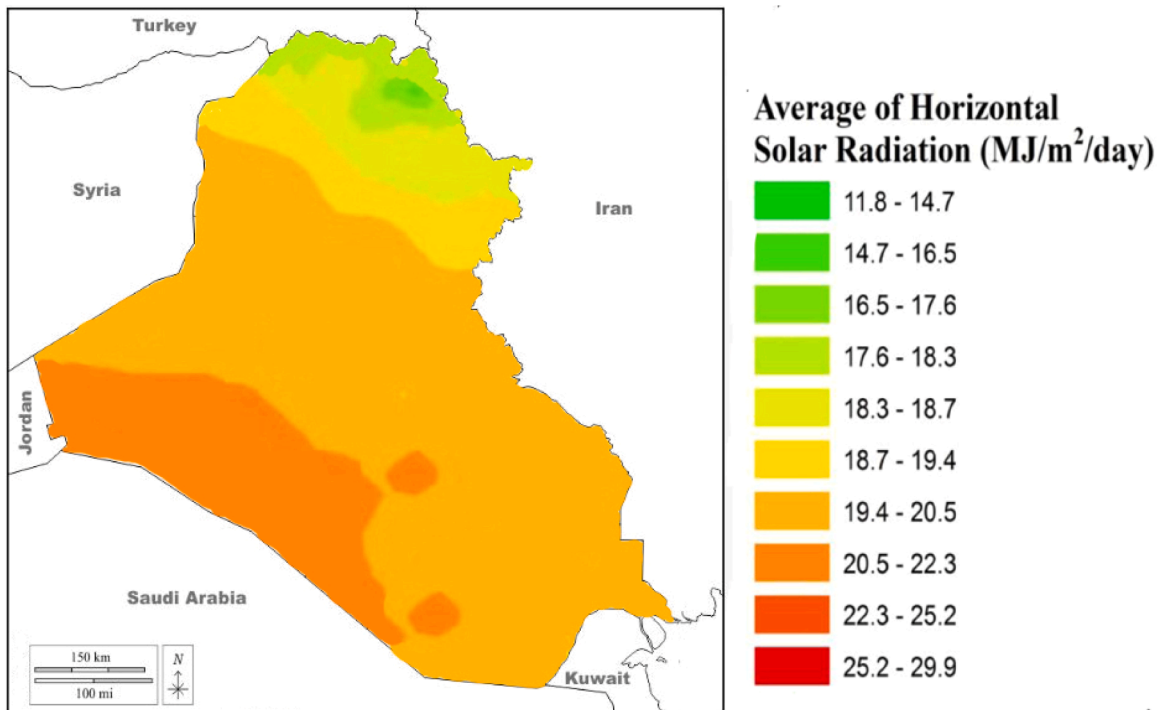 Turkey
Syria
Iran
Jordan
Saudi Arabia
Kuwait
150 km
100 mi
N
Average of Horizontal
Solar Radiation (MJ/m²/day)
11.8 - 14.7
14.7 - 16.5
16.5 - 17.6
17.6 - 18.3
18.3 - 18.7
18.7 - 19.4
19.4 - 20.5
20.5 - 22.3
22.3 - 25.2
25.2 - 29.9